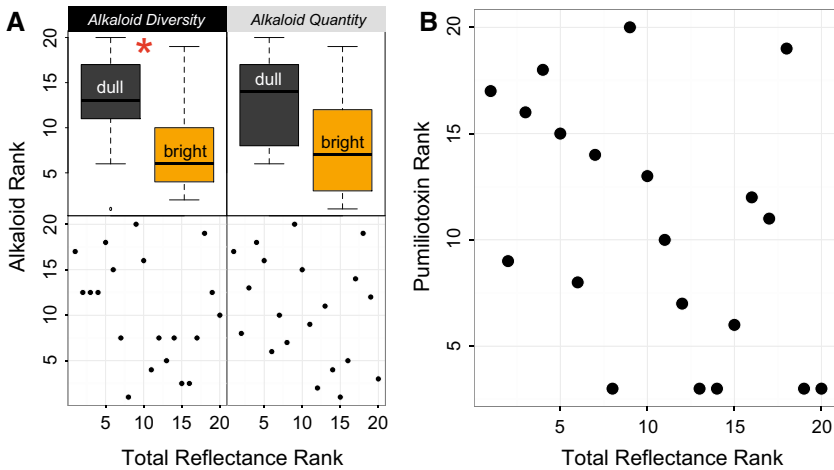 A
Alkaloid Diversity
Alkaloid Quantity
B
*
dull
bright
dull
bright
Alkaloid Rank
20
15
10
5
20
15
10
5
5
10
15
20
5
10
15
20
Total Reflectance Rank
Pumiliotoxin Rank
20
15
10
5
5
10
15
20
Total Reflectance Rank